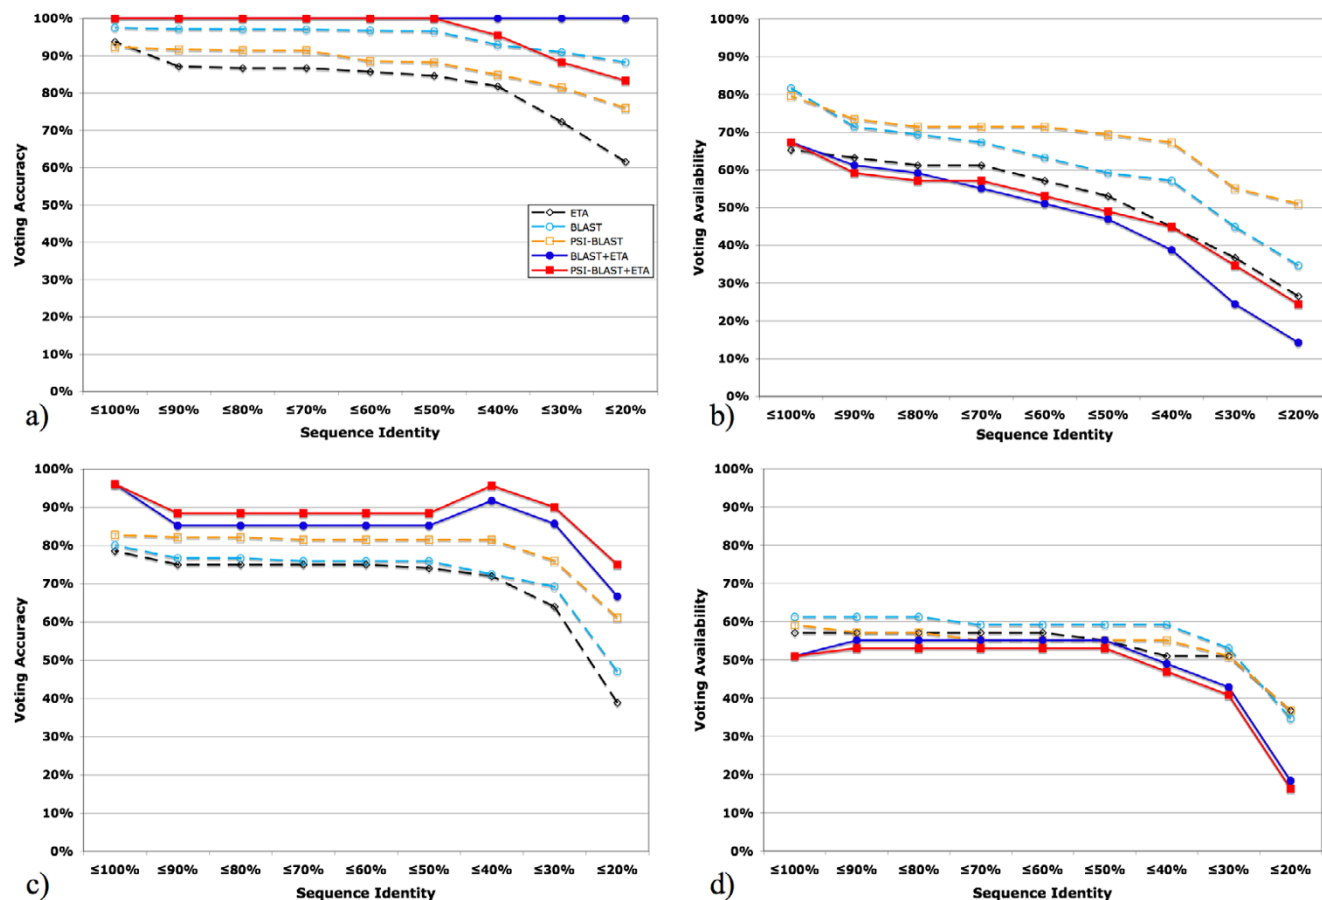 100%
90%
80%
70%
60%
50%
40%
30%
20%
10%
0%
Voting Accuracy
ETA
BLAST
PSI-BLAST
BLAST+ETA
PSI-BLAST+ETA
≤100% ≤90% ≤80% ≤70% ≤60% ≤50% ≤40% ≤30% ≤20%
Sequence Identity
a)
100%
90%
80%
70%
60%
50%
40%
30%
20%
10%
0%
Voting Availability
≤100% ≤90% ≤80% ≤70% ≤60% ≤50% ≤40% ≤30% ≤20%
Sequence Identity
b)
100%
90%
80%
70%
60%
50%
40%
30%
20%
10%
0%
Voting Accuracy
≤100% ≤90% ≤80% ≤70% ≤60% ≤50% ≤40% ≤30% ≤20%
Sequence Identity
c)
100%
90%
80%
70%
60%
50%
40%
30%
20%
10%
0%
Voting Availability
≤100% ≤90% ≤80% ≤70% ≤60% ≤50% ≤40% ≤30% ≤20%
Sequence Identity
d)